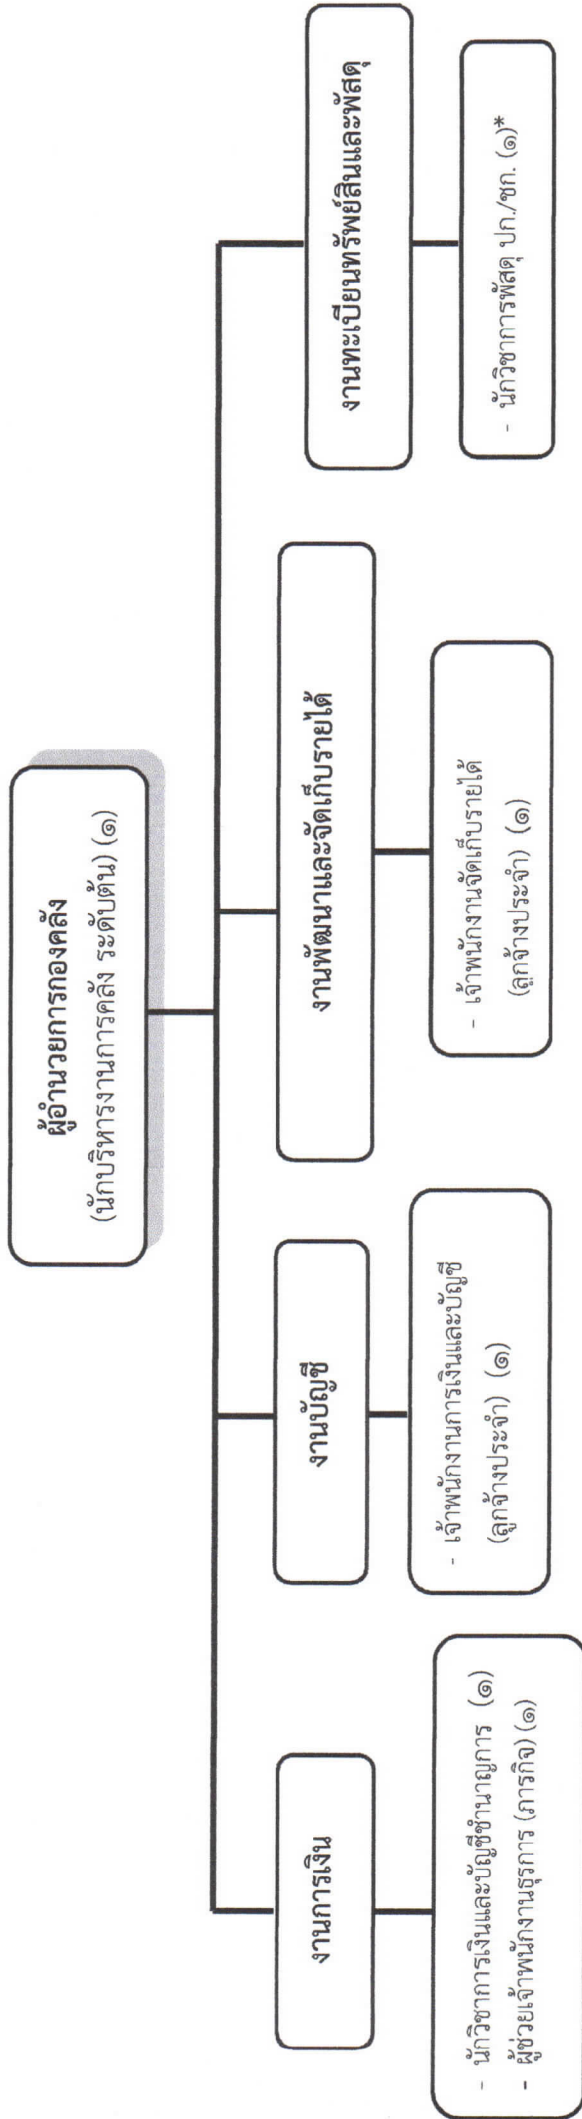 ผู้อำนวยการกองคลัง
(นักบริหารงานการคลัง ระดับต้น) (๑)
งานการเงิน
- นักวิชาการเงินและบัญชีชำนาญการ (๑)
- ผู้ช่วยเจ้าพนักงานธุรการ (ภารกิจ) (๑)
งานบัญชี
- เจ้าพนักงานการเงินและบัญชี
(ลูกจ้างประจำ) (๑)
งานพัฒนาและจัดเก็บรายได้
- เจ้าพนักงานจัดเก็บรายได้
(ลูกจ้างประจำ) (๑)
งานทะเบียนทรัพย์สินและพัสดุ
- นักวิชาการพัสดุ ปก./ชก. (๑)*